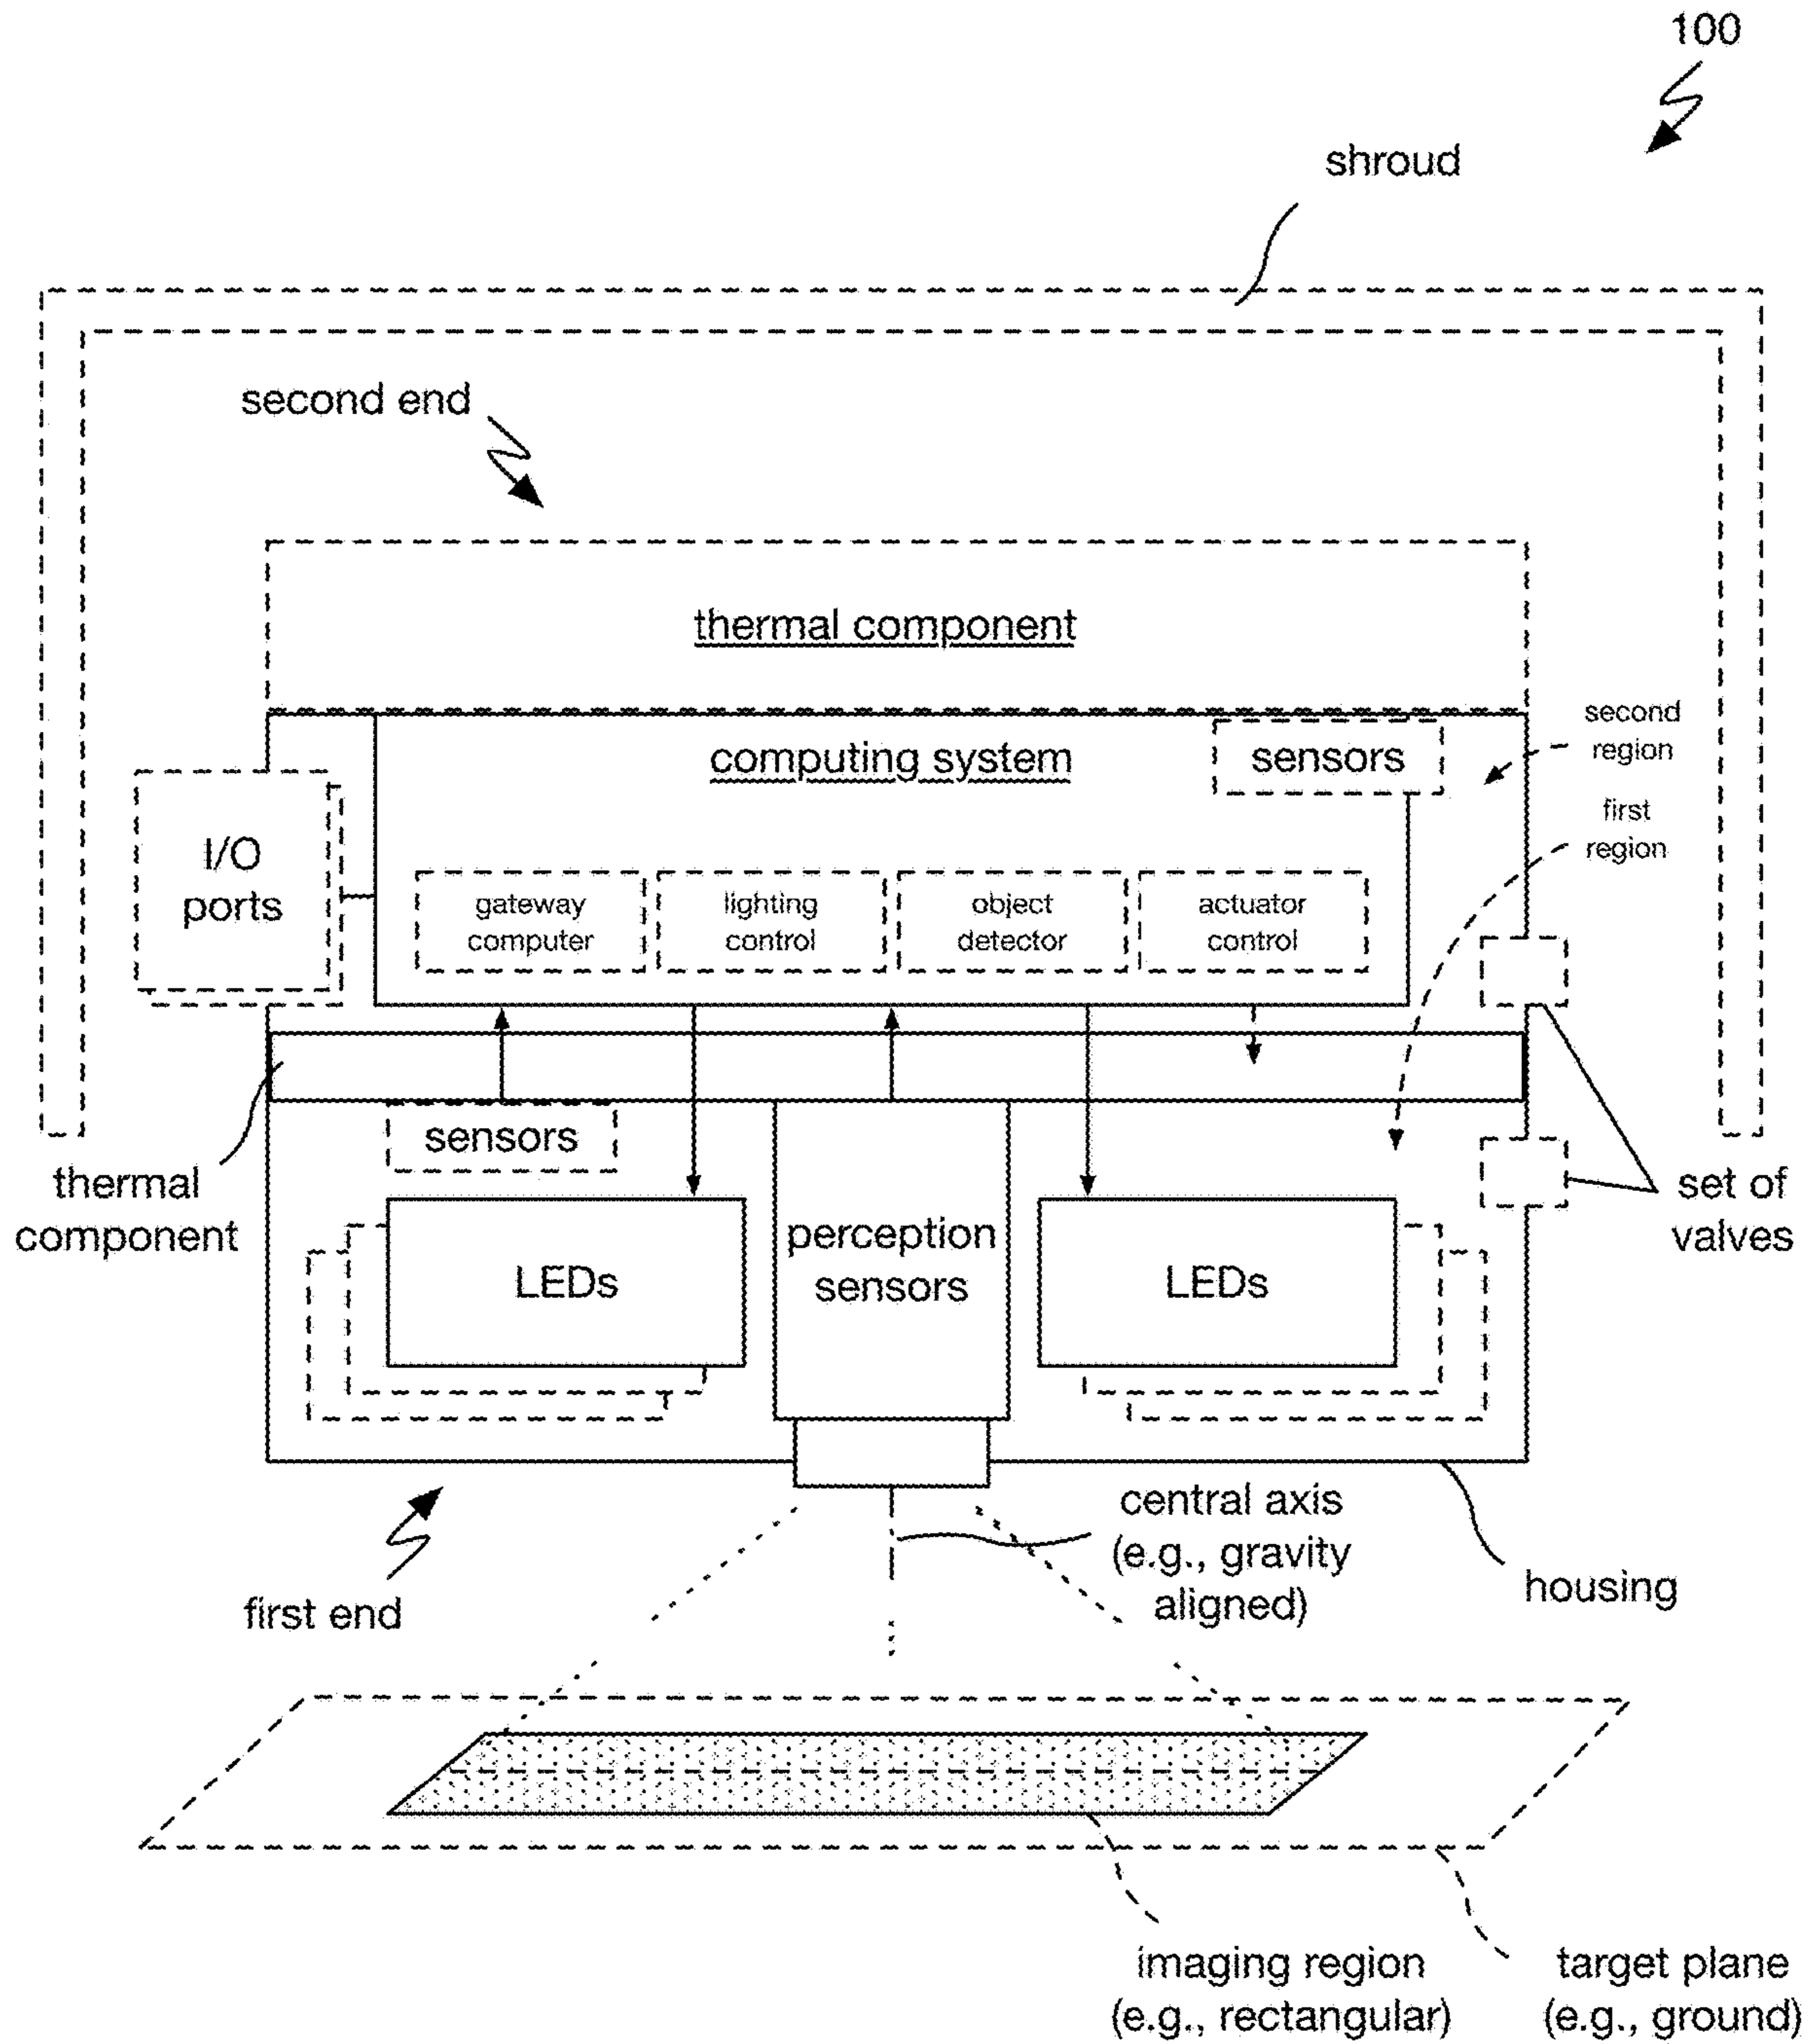 100
shroud
second end
thermal component
second
region
computing system
sensors
first
region
I/O
ports
gateway
computer
lighting
control
object
detector
actuator
control
sensors
thermal
component
set of
valves
perception
sensors
LEDs
LEDs
central axis
(e.g., gravity
aligned)
housing
first end
imaging region
(e.g., rectangular)
target plane
(e.g., ground)